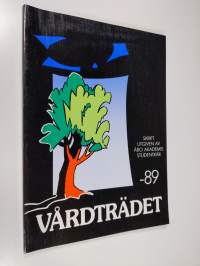 SKRIFT
UTGIVEN AV
ÅBO AKADEMIS
STUDENTKÅR
-89
VÅRDTRÄDET